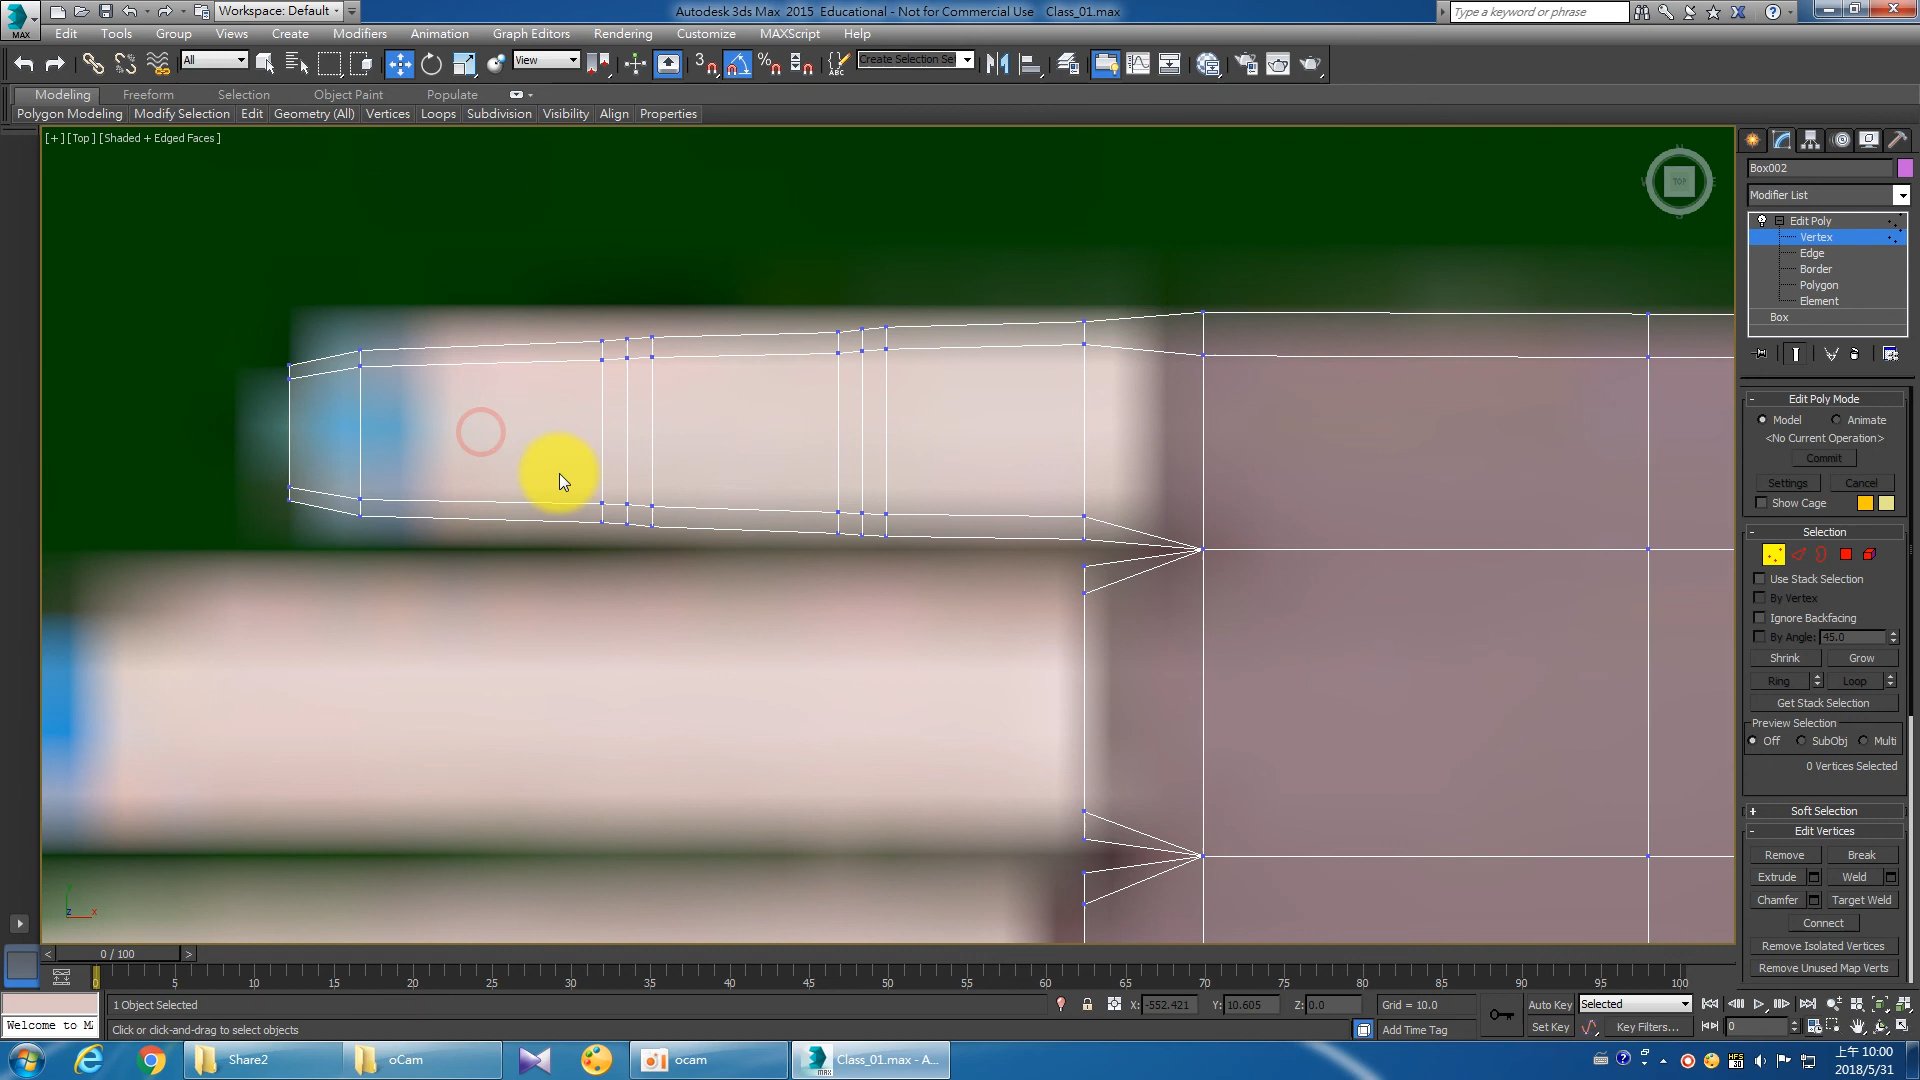 Workspace: Default
Autodesk 3ds Max 2015 Educational - Not for Commercial Use Class_01.max
Type a keyword or phrase
MAX
Edit Tools Group Views Create Modifiers Animation Graph Editors Rendering Customize MAXScript Help
All
View
3
Create Selection Se
Modeling Freeform Selection Object Paint Populate
Polygon Modeling Modify Selection Edit Geometry (All) Vertices Loops Subdivision Visibility Align Properties
[+][Top][Shaded + Edged Faces]
TOP
Box002
Modifier List
Edit Poly
Vertex
Edge
Border
Polygon
Element
Box
Edit Poly Mode
Model Animate
<No Current Operation>
Commit
Settings Cancel
Show Cage
Selection
Use Stack Selection
By Vertex
Ignore Backfacing
By Angle: 45.0
Shrink Grow
Ring Loop
Get Stack Selection
Preview Selection
Off SubObj Multi
0 Vertices Selected
Soft Selection
Edit Vertices
Remove Break
Extrude Weld
Chamfer Target Weld
Connect
Remove Isolated Vertices
Remove Unused Map Verts
z x
< 0 / 100 >
0 5 10 15 20 25 30 35 40 45 50 55 60 65 70 75 80 85 90 95 100
1 Object Selected
X: -552.421 Y: 10.605 Z: 0.0 Grid = 10.0
Auto Key Selected
Welcome to M
Click or click-and-drag to select objects
Add Time Tag
Set Key Key Filters... 0
Share2 oCam ocam Class_01.max - A...
上午 10:00
2018/5/31